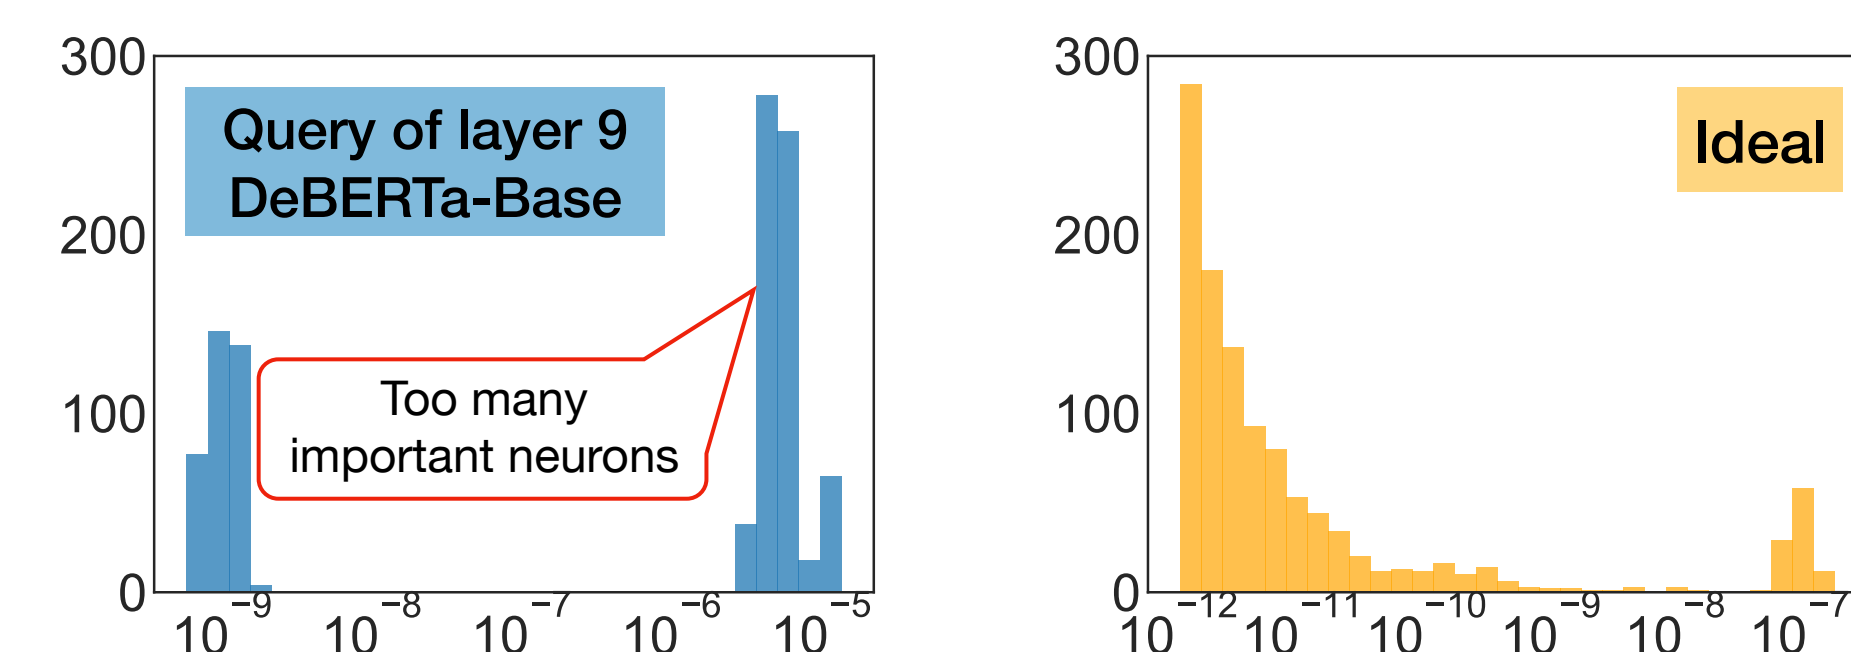 300
Query of layer 9
DeBERTa-Base
200
Too many
100
important neurons
0
10⁻⁹ 10⁻⁸ 10⁻⁷ 10⁻⁶ 10⁻⁵
300
Ideal
200
100
0
10⁻¹² 10⁻¹¹ 10⁻¹⁰ 10⁻⁹ 10⁻⁸ 10⁻⁷